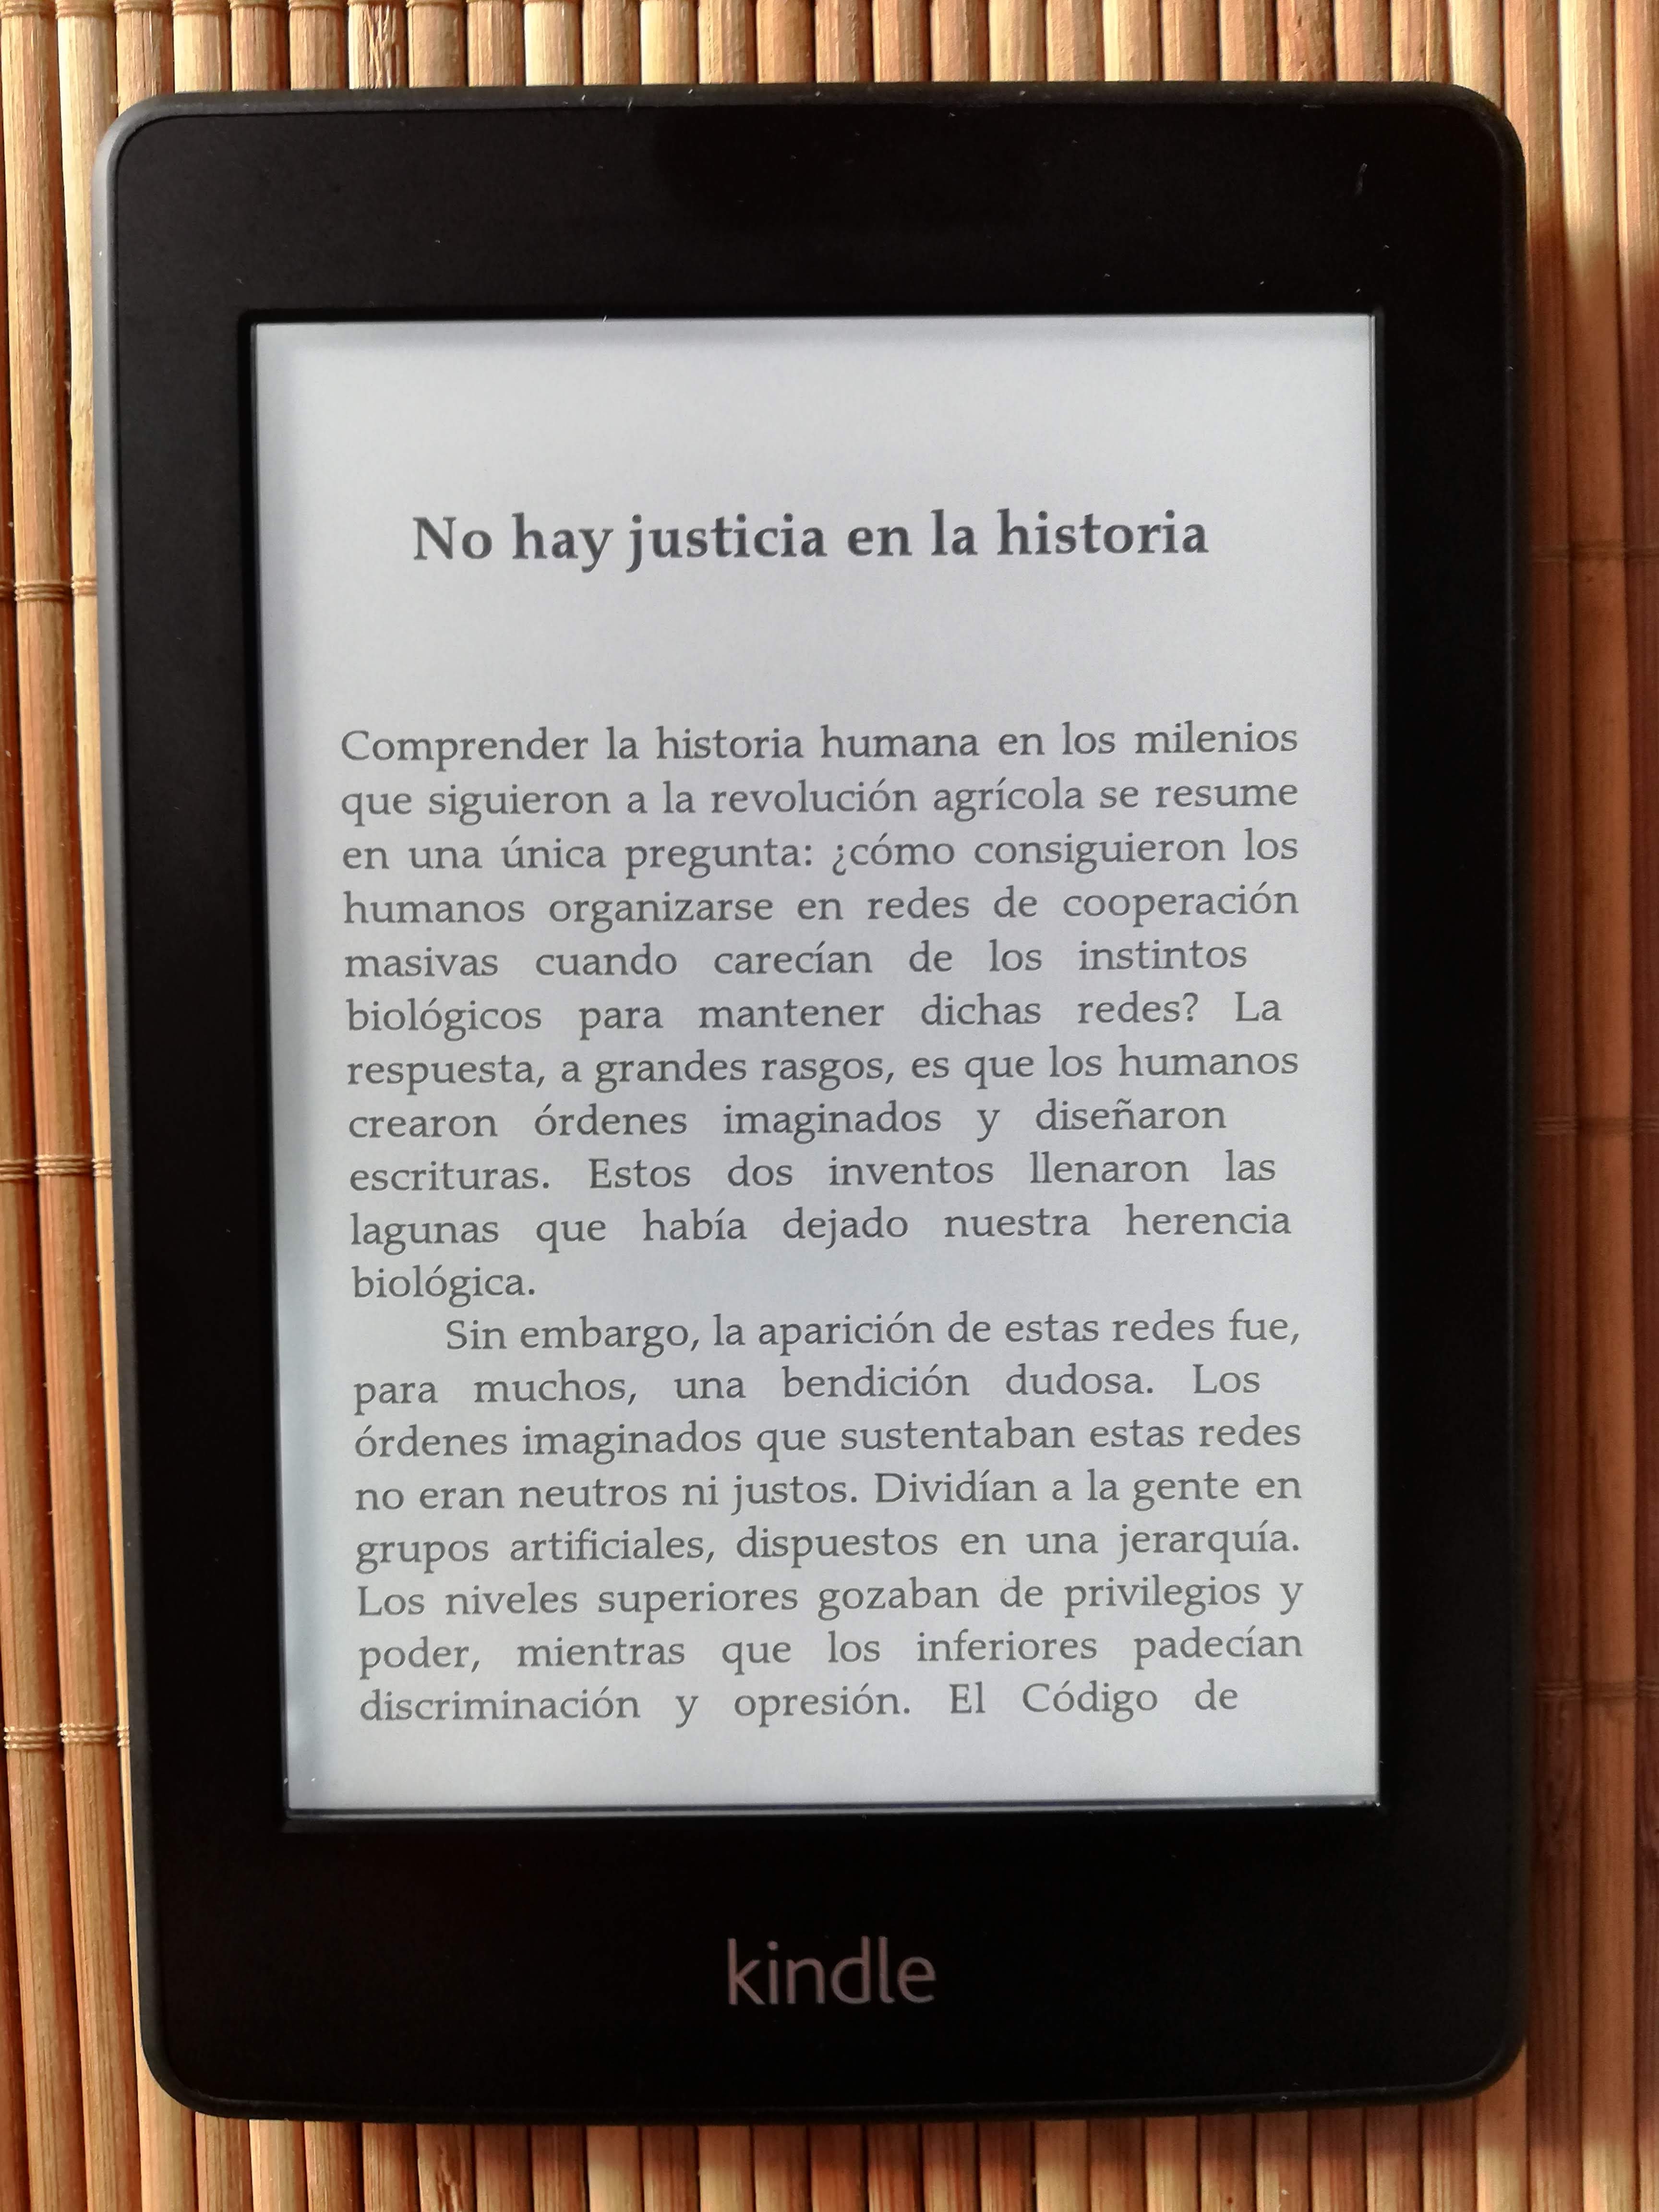 No hay justicia en la historia
Comprender la historia humana en los milenios
que siguieron a la revolución agrícola se resume
en una única pregunta: ¿cómo consiguieron los
humanos organizarse en redes de cooperación
masivas cuando carecían de los instintos
biológicos para mantener dichas redes? La
respuesta, a grandes rasgos, es que los humanos
crearon órdenes imaginados y diseñaron
escrituras. Estos dos inventos llenaron las
lagunas que había dejado nuestra herencia
biológica.
Sin embargo, la aparición de estas redes fue,
para muchos, una bendición dudosa. Los
órdenes imaginados que sustentaban estas redes
no eran neutros ni justos. Dividían a la gente en
grupos artificiales, dispuestos en una jerarquía.
Los niveles superiores gozaban de privilegios y
poder, mientras que los inferiores padecían
discriminación y opresión. El Código de
kindle